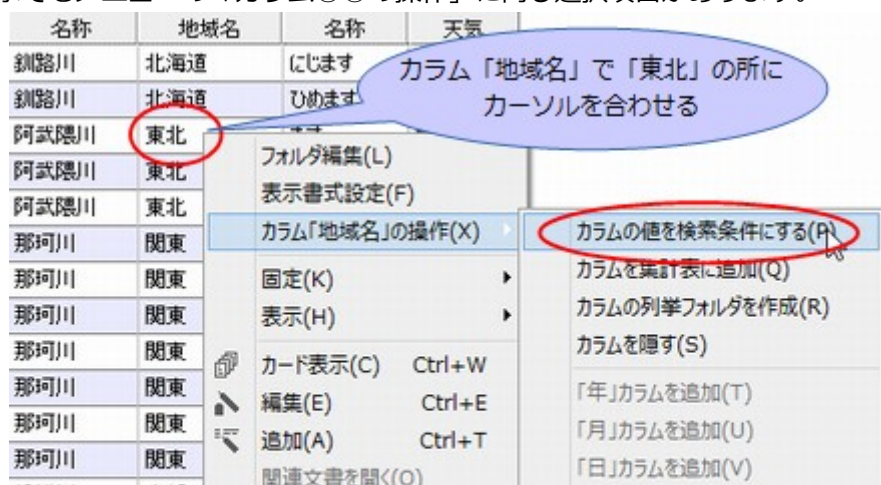 名称 地域名 名称 天気
釧路川 北海道 にじます
釧路川 北海道 ひめます
カラム「地域名」で「東北」の所に
カーソルを合わせる
阿武隈川 東北
阿武隈川 東北
阿武隈川 東北
那珂川 関東
那珂川 関東
那珂川 関東
那珂川 関東
那珂川 関東
那珂川 関東
那珂川 関東
フォルダ編集(L)
表示書式設定(F)
カラム「地域名」の操作(X)
固定(K)
表示(H)
カード表示(C) Ctrl+W
編集(E) Ctrl+E
追加(A) Ctrl+T
関連文書を開く(O)
カラムの値を検索条件にする(P)
カラムを集計表に追加(Q)
カラムの列挙フォルダを作成(R)
カラムを隠す(S)
「年」カラムを追加(T)
「月」カラムを追加(U)
「日」カラムを追加(V)